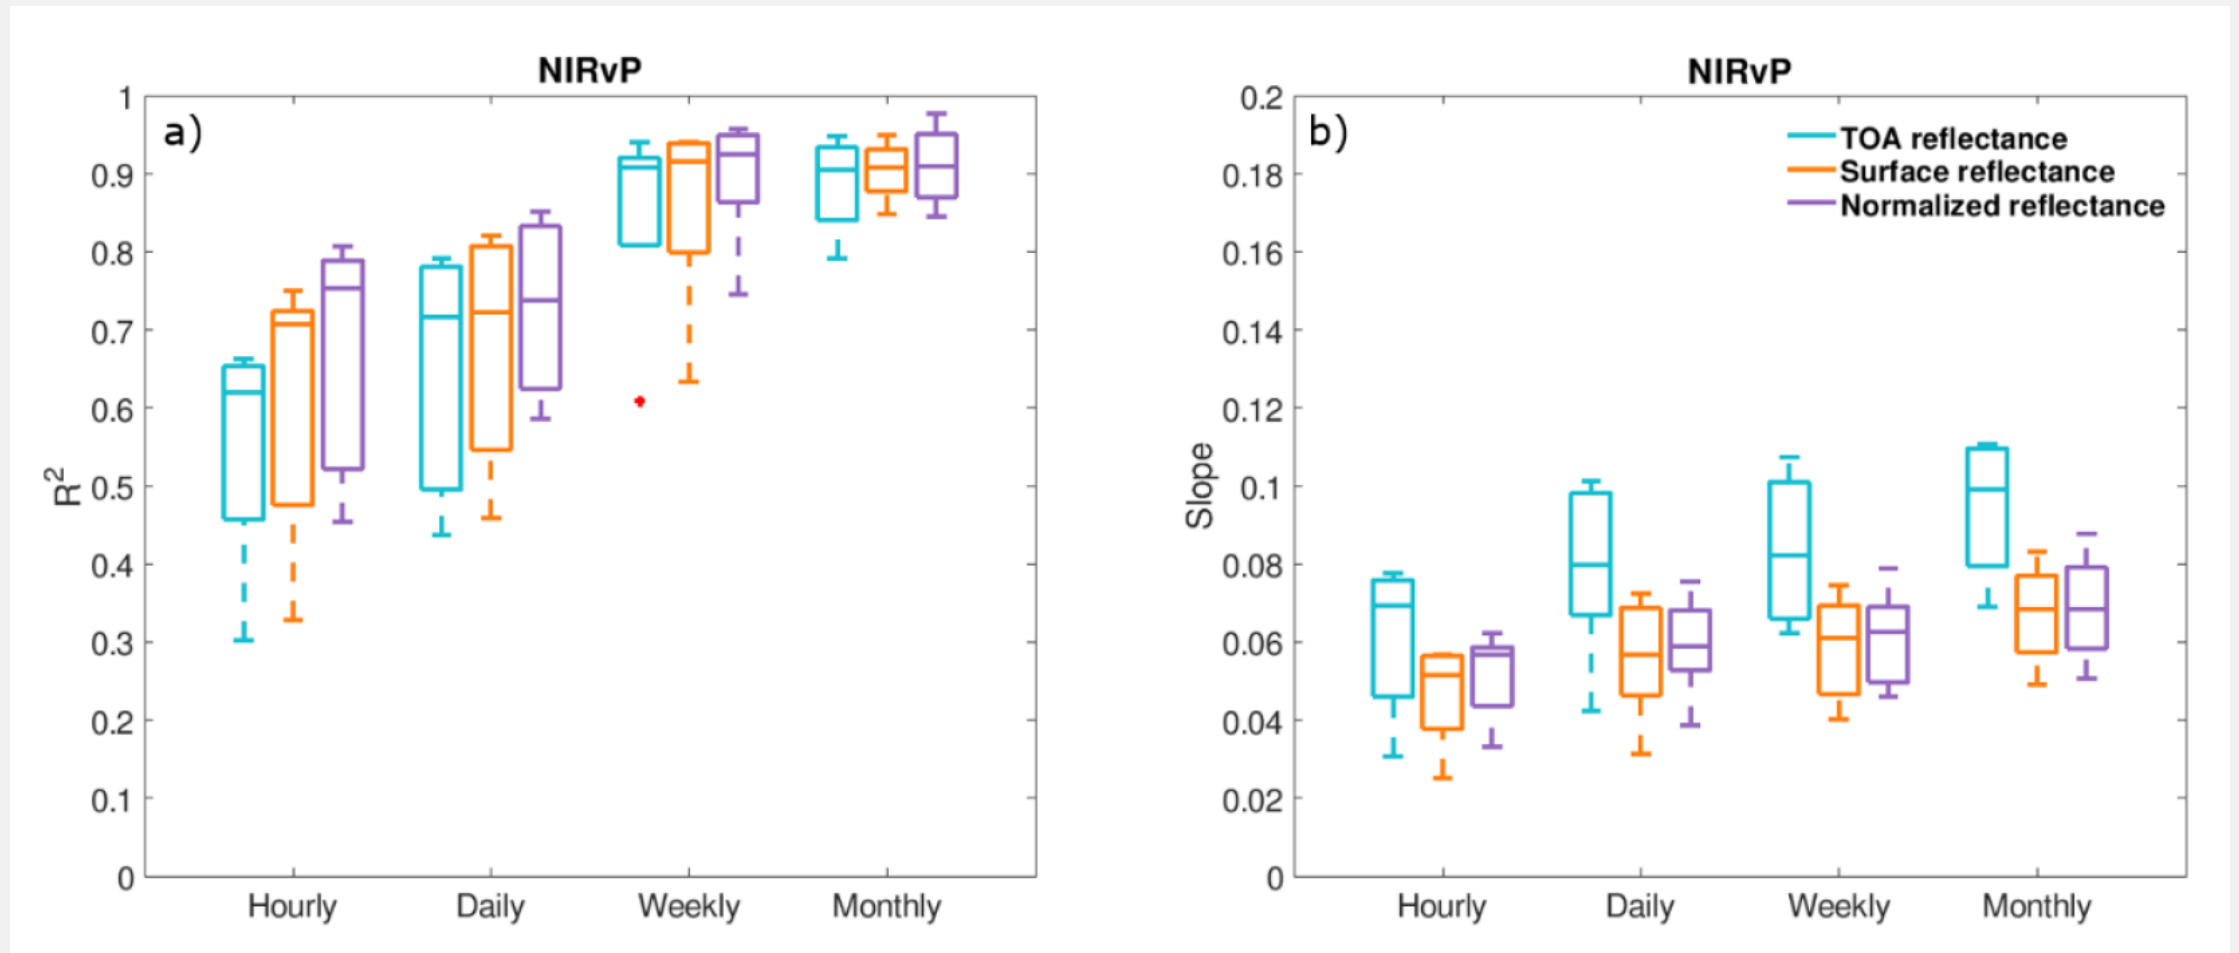 NIRvP
a)
1
0.9
0.8
0.7
0.6
0.5
0.4
0.3
0.2
0.1
0
R²
Hourly Daily Weekly Monthly
NIRvP
b)
TOA reflectance
Surface reflectance
Normalized reflectance
0.2
0.18
0.16
0.14
0.12
0.1
0.08
0.06
0.04
0.02
0
Slope
Hourly Daily Weekly Monthly